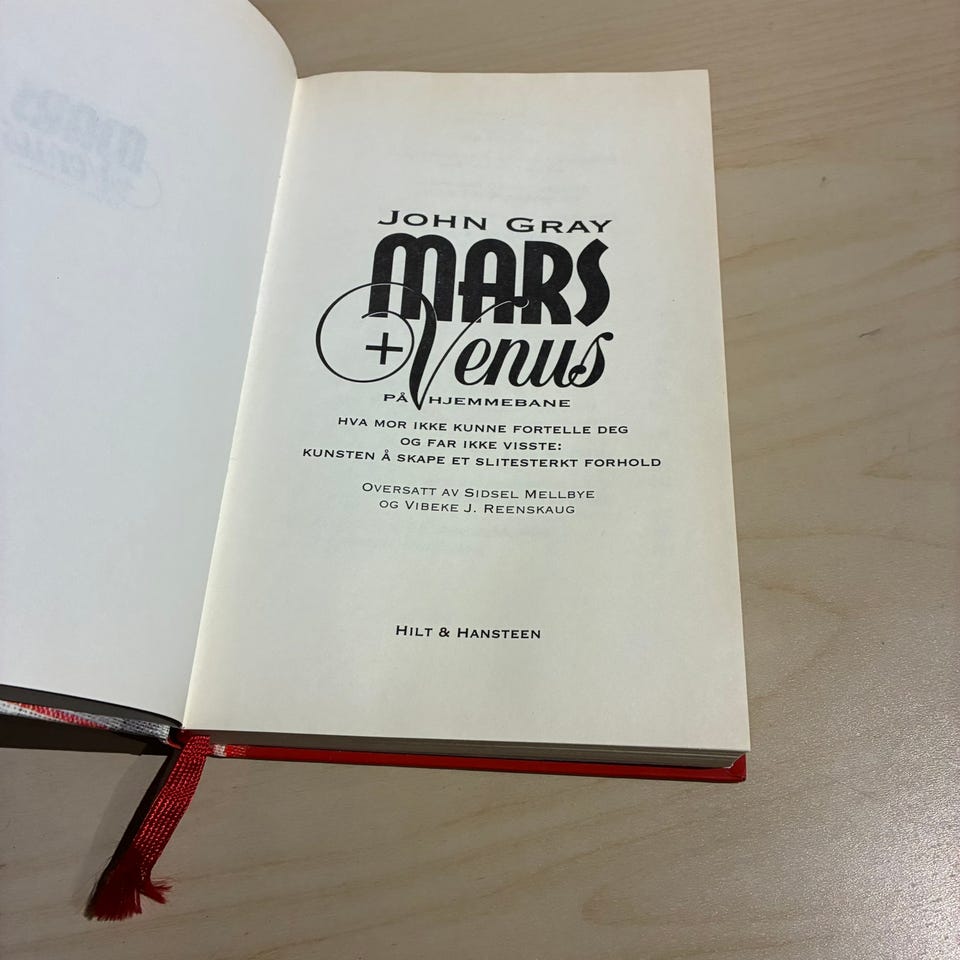 John Gray
MARS
+ Venus
PÅ HJEMMEBANE
HVA MOR IKKE KUNNE FORTELLE DEG
OG FAR IKKE VISSTE:
KUNSTEN Å SKAPE ET SLITESTERKT FORHOLD
Oversatt av Sidsel Mellbye
og Vibeke J. Reenskaug
Hilt & Hansteen